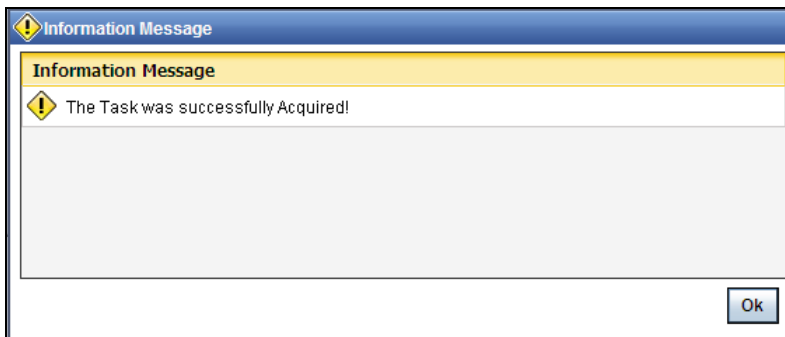 Information Message
Information Message
The Task was successfully Acquired!
Ok